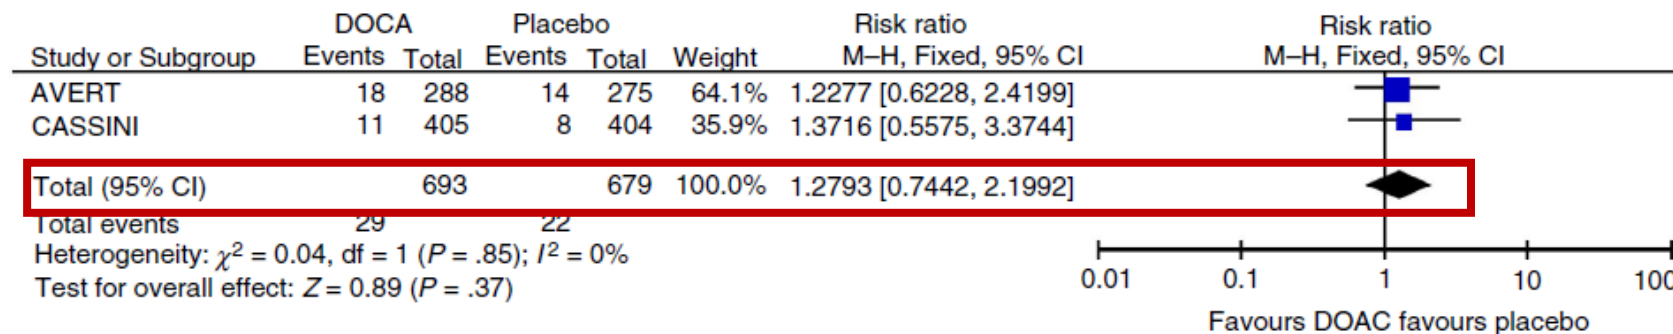 DOCA Placebo Risk ratio Risk ratio
Study or Subgroup Events Total Events Total Weight M–H, Fixed, 95% CI M–H, Fixed, 95% CI
AVERT 18 288 14 275 64.1% 1.2277 [0.6228, 2.4199]
CASSINI 11 405 8 404 35.9% 1.3716 [0.5575, 3.3744]
Total (95% CI) 693 679 100.0% 1.2793 [0.7442, 2.1992]
Total events 29 22
Heterogeneity: χ2 = 0.04, df = 1 (P = .85); I2 = 0%
Test for overall effect: Z = 0.89 (P = .37)
0.01 0.1 1 10 100
Favours DOAC favours placebo